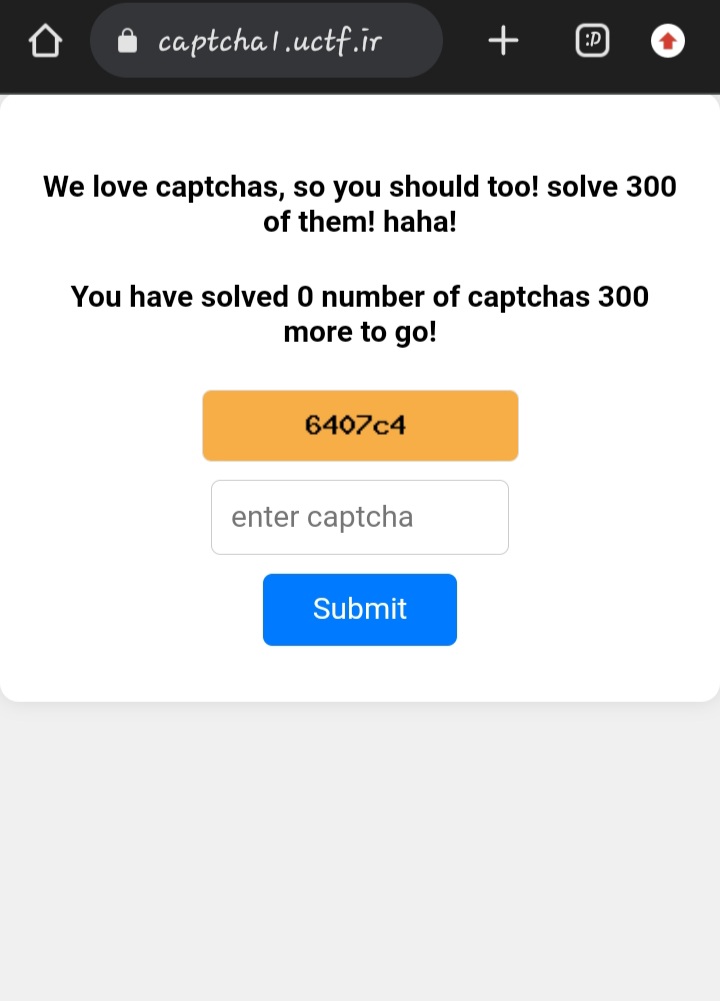 captcha1.uctf.ir
:D
We love captchas, so you should too! solve 300
of them! haha!
You have solved 0 number of captchas 300
more to go!
6407c4
enter captcha
Submit